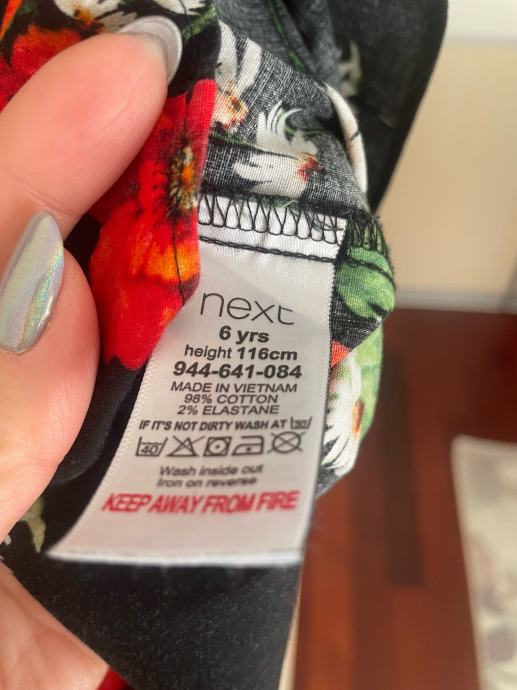 next
6 yrs
height 116cm
944-641-084
MADE IN VIETNAM
98% COTTON
2% ELASTANE
IF IT'S NOT DIRTY WASH AT 30
40
Wash inside out
Iron on reverse
KEEP AWAY FROM FIRE